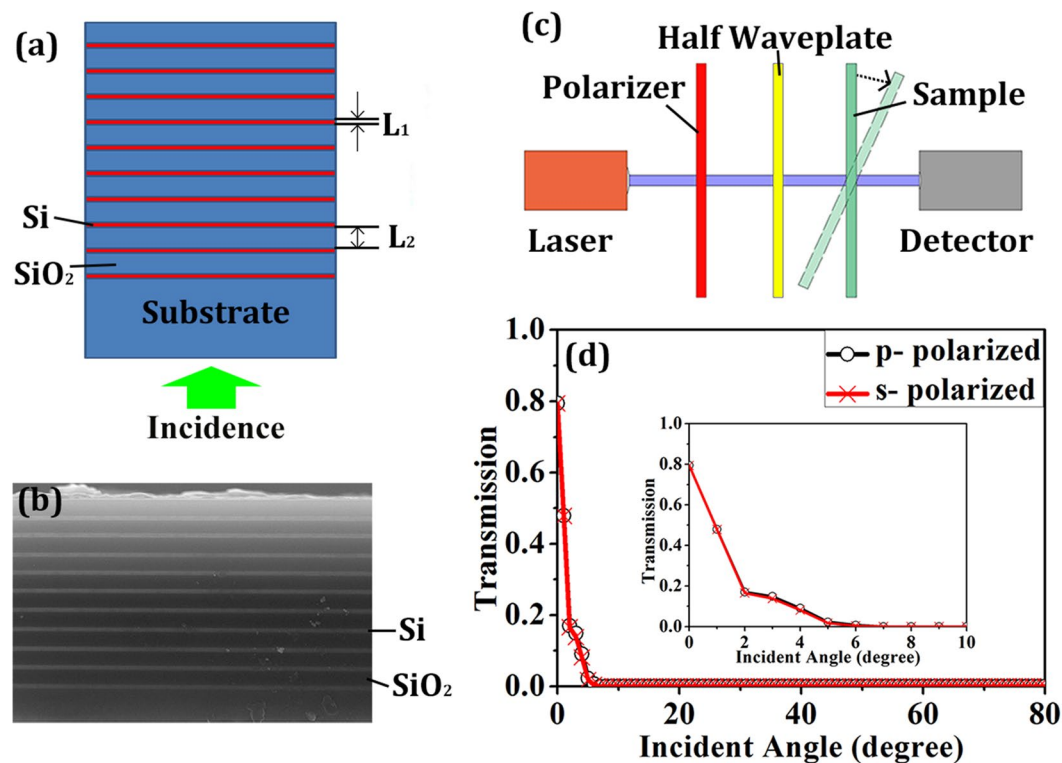 (a)
L₁
Si
L₂
SiO₂
Substrate
Incidence
(b)
Si
SiO₂
(c)
Half Waveplate
Polarizer
Sample
Laser
Detector
(d)
p- polarized
s- polarized
1.0
0.8
0.6
0.4
0.2
0.0
Transmission
0
20
40
60
80
Incident Angle (degree)
1.0
0.8
0.6
0.4
0.2
0.0
Transmission
0
2
4
6
8
10
Incident Angle (degree)